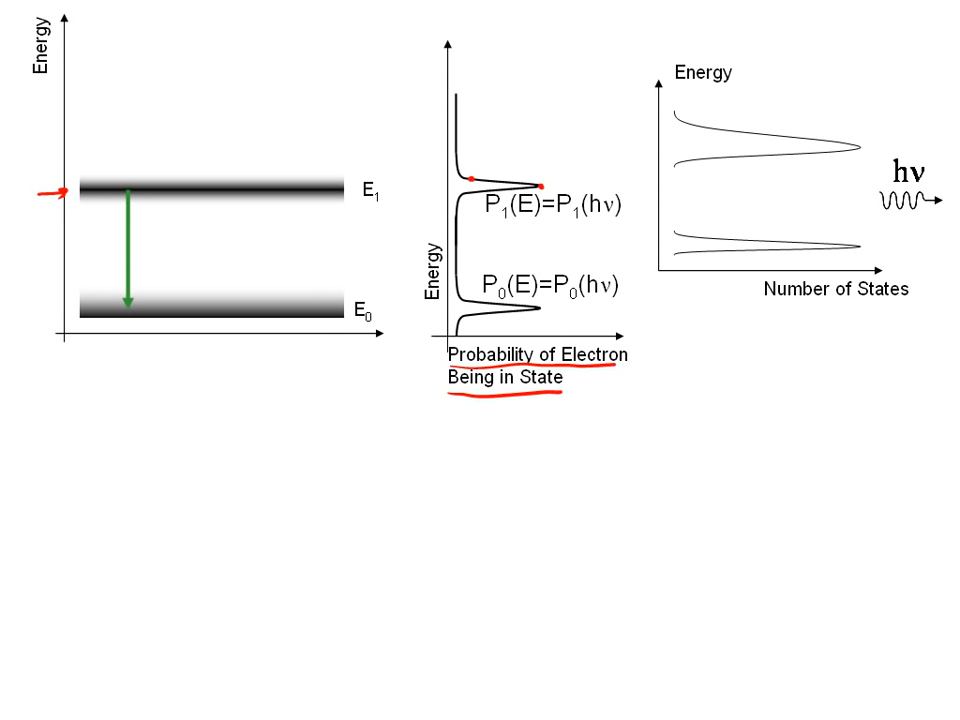 Energy
E1
E0
Energy
P1(E)=P1(hν)
P0(E)=P0(hν)
Probability of Electron
Being in State
Energy
hν
Number of States